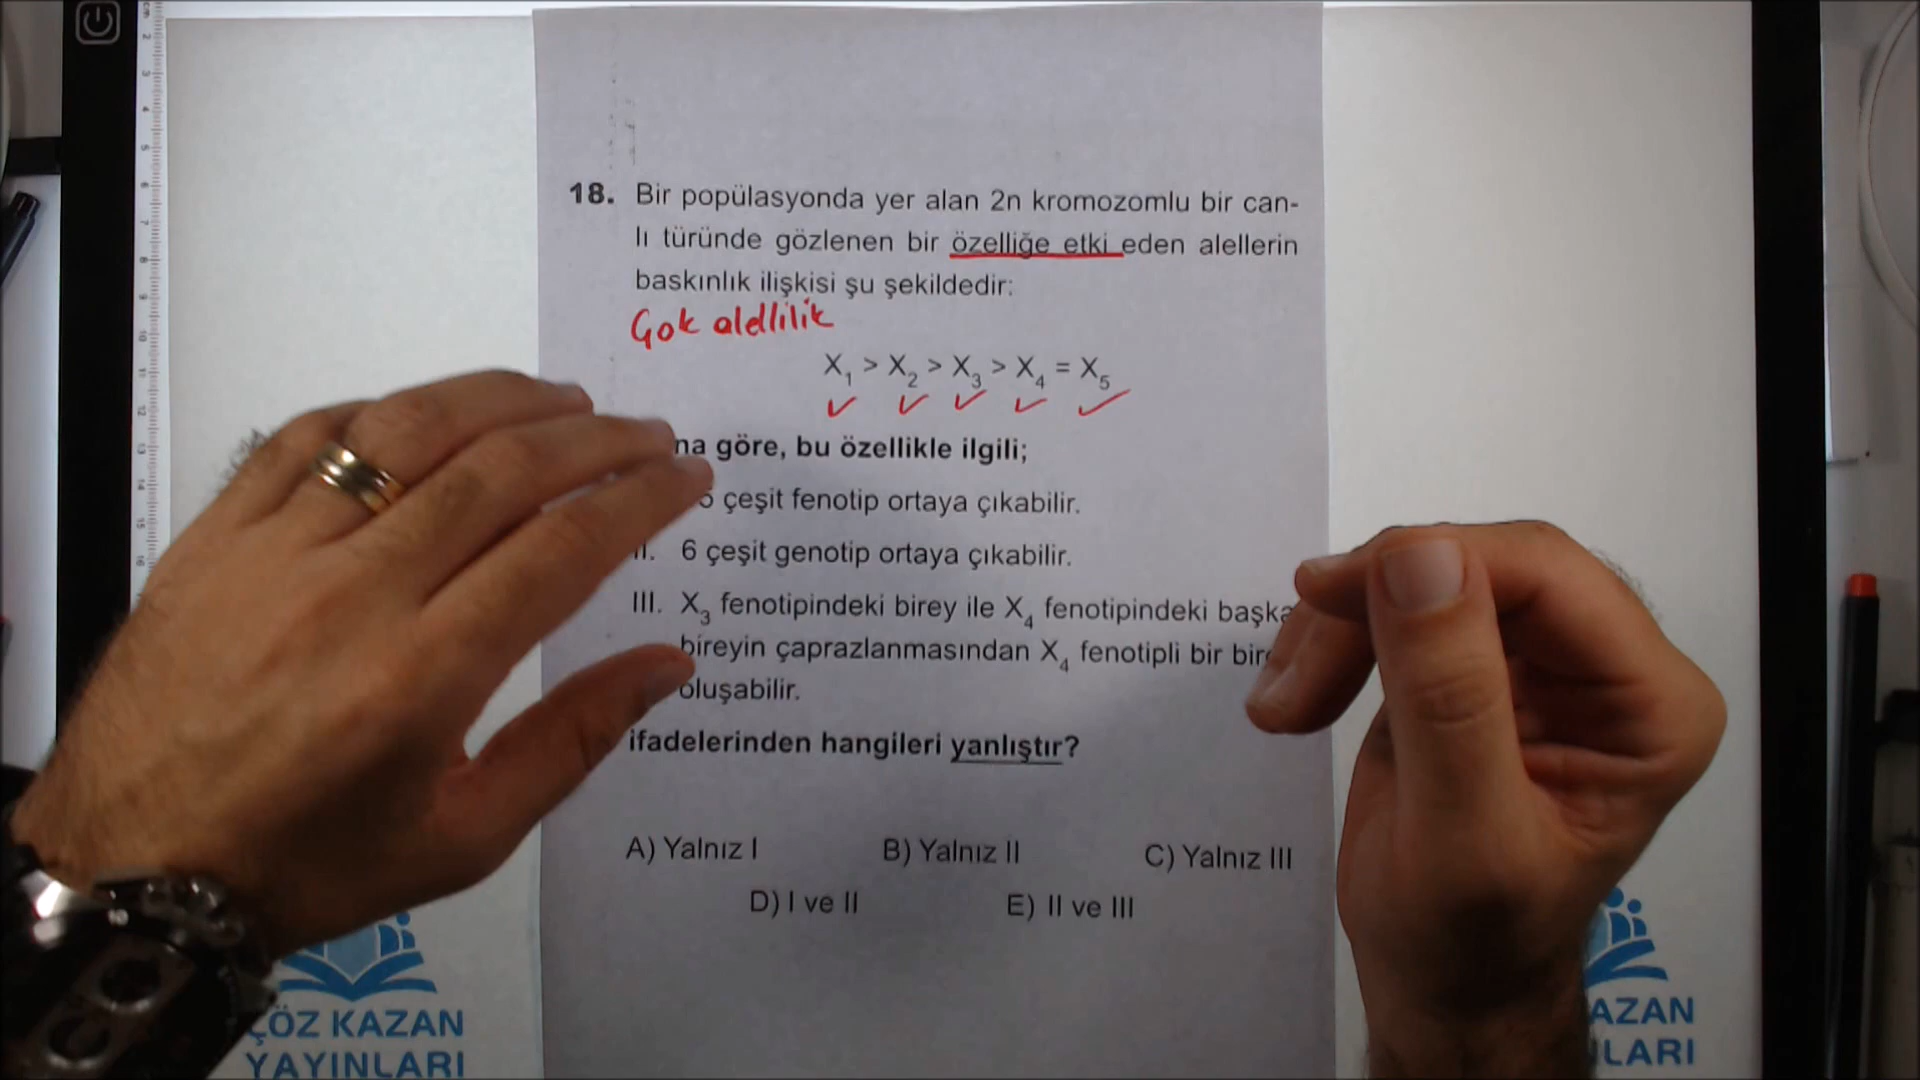 18. Bir popülasyonda yer alan 2n kromozomlu bir can-
lı türünde gözlenen bir özelliğe etki eden alellerin
baskınlık ilişkisi şu şekildedir:
Çok alellilik
X₁ > X₂ > X₃ > X₄ = X₅
na göre, bu özellikle ilgili;
çeşit fenotip ortaya çıkabilir.
II. 6 çeşit genotip ortaya çıkabilir.
III. X₃ fenotipindeki birey ile X₄ fenotipindeki başka
bireyin çaprazlanmasından X₄ fenotipli bir bir
oluşabilir.
ifadelerinden hangileri yanlıştır?
A) Yalnız I B) Yalnız II C) Yalnız III
D) I ve II E) II ve III
ÇÖZ KAZAN
YAYINLARI
AZAN
LARI